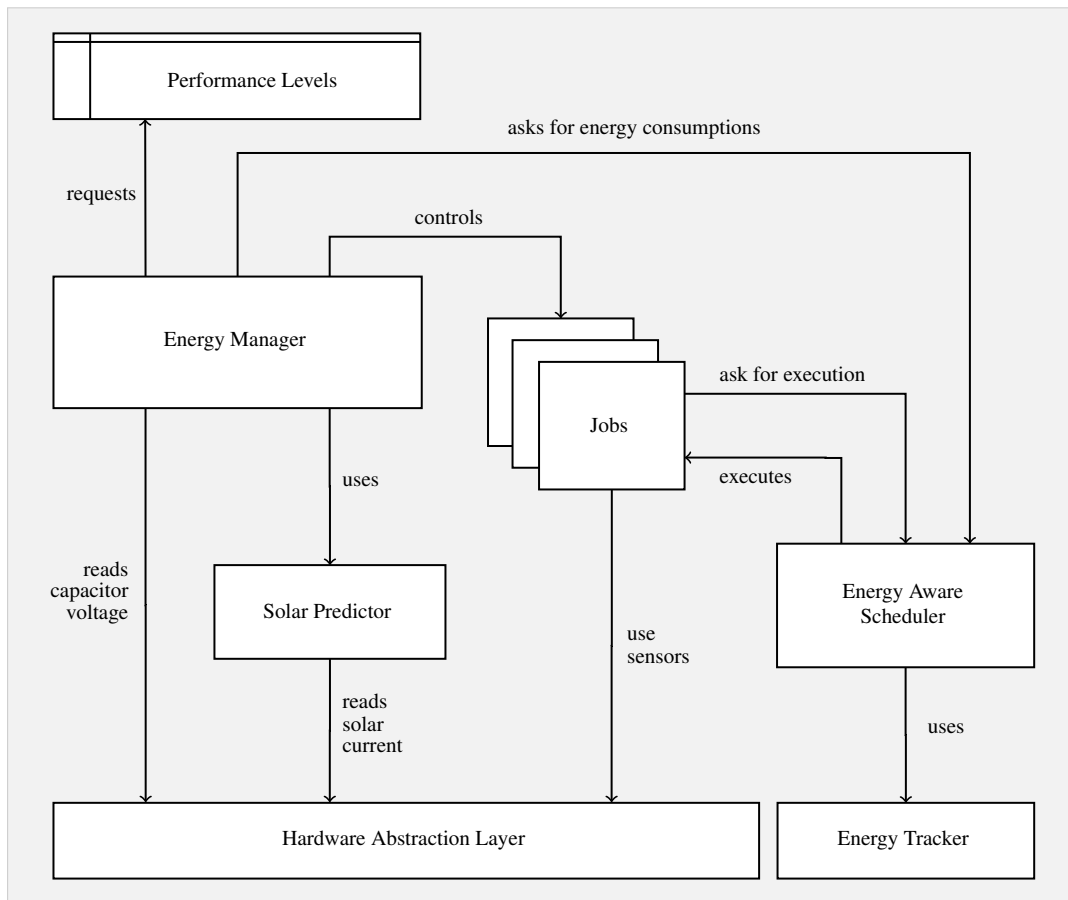 Performance Levels
asks for energy consumptions
requests
controls
Energy Manager
ask for execution
Jobs
executes
uses
reads
capacitor
voltage
Solar Predictor
Energy Aware
Scheduler
use
sensors
reads
solar
current
uses
Hardware Abstraction Layer
Energy Tracker